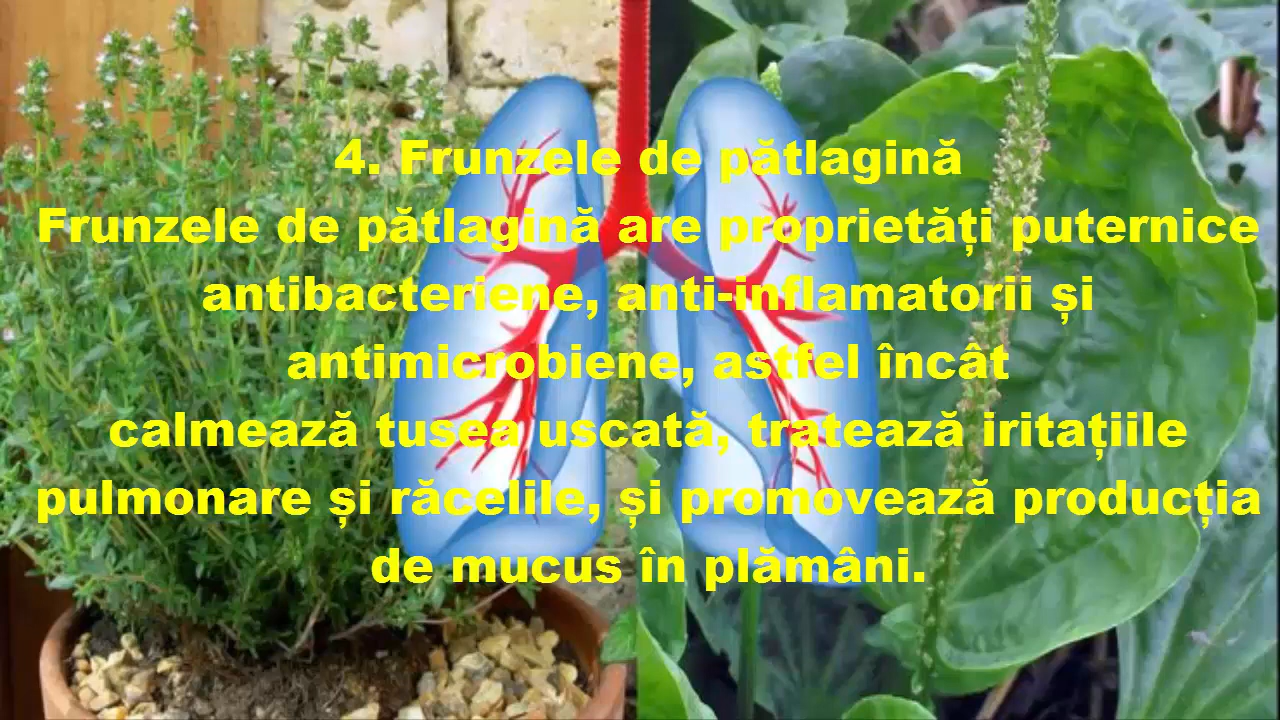 4. Frunzele de pătlagină
Frunzele de pătlagină are proprietăți puternice
antibacteriene, anti-inflamatorii și
antimicrobiene, astfel încât
calmează tusea uscată, tratează iritațiile
pulmonare și răcelile, și promovează producția
de mucus în plămâni.